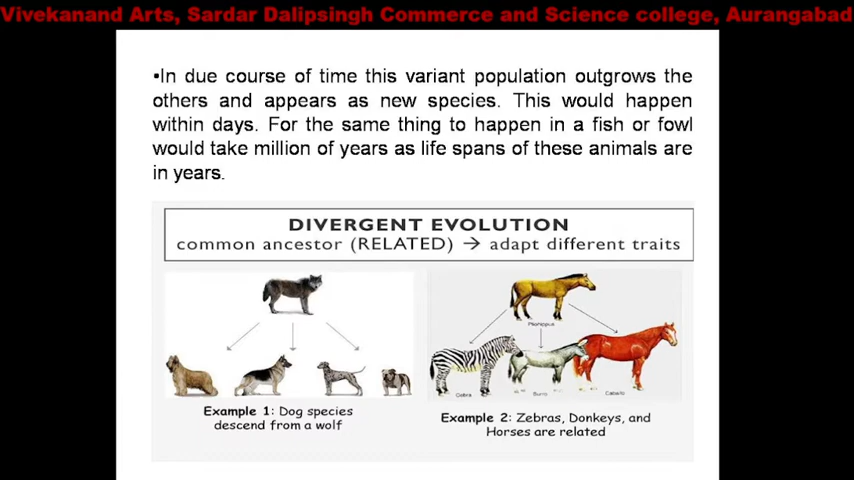 Vivekanand Arts, Sardar Dalipsingh Commerce and Science college, Aurangabad
•In due course of time this variant population outgrows the
others and appears as new species. This would happen
within days. For the same thing to happen in a fish or fowl
would take million of years as life spans of these animals are
in years.
DIVERGENT EVOLUTION
common ancestor (RELATED) → adapt different traits
Pliohippus
Zebra
Burro
Caballo
Example 1: Dog species
descend from a wolf
Example 2: Zebras, Donkeys, and
Horses are related